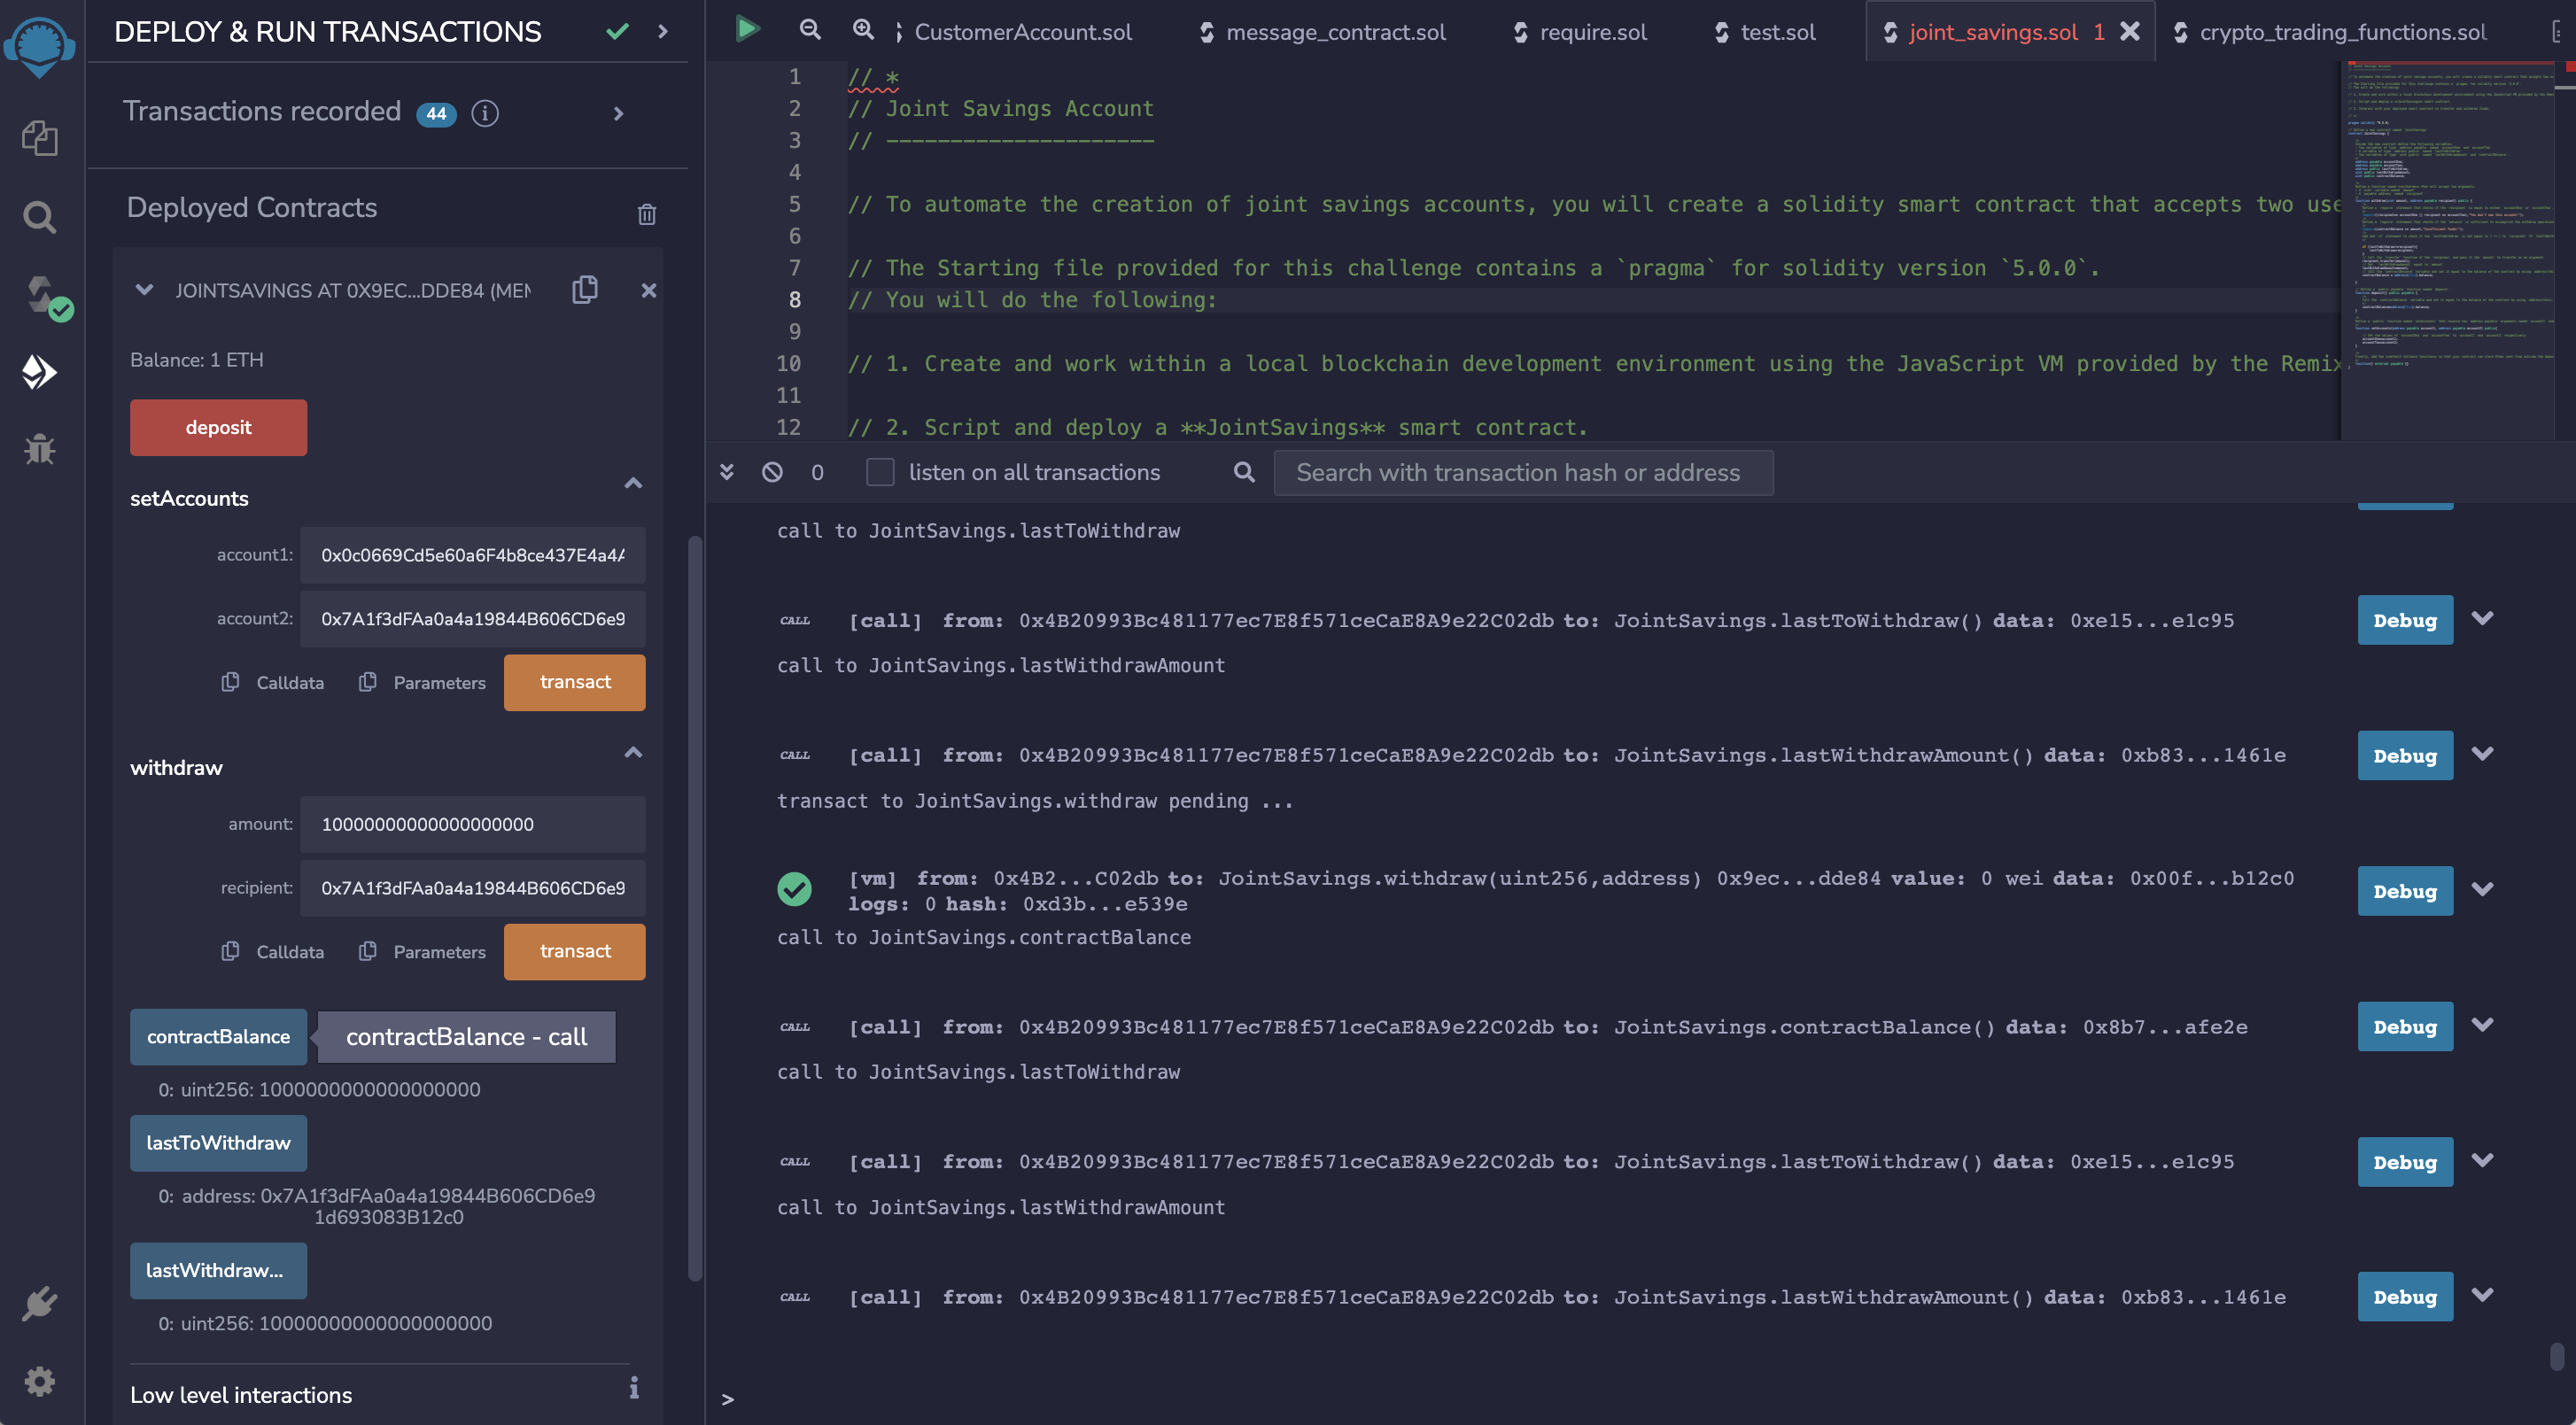 DEPLOY & RUN TRANSACTIONS
Transactions recorded 44
Deployed Contracts
JOINTSAVINGS AT 0X9EC...DDE84 (MEM
Balance: 1 ETH
deposit
setAccounts
account1: 0x0c0669Cd5e60a6F4b8ce437E4a4A
account2: 0x7A1f3dFAa0a4a19844B606CD6e9
Calldata Parameters transact
withdraw
amount: 10000000000000000000
recipient: 0x7A1f3dFAa0a4a19844B606CD6e9
Calldata Parameters transact
contractBalance contractBalance - call
0: uint256: 1000000000000000000
lastToWithdraw
0: address: 0x7A1f3dFAa0a4a19844B606CD6e9
1d693083B12c0
lastWithdraw...
0: uint256: 10000000000000000000
Low level interactions
CustomerAccount.sol message_contract.sol require.sol test.sol joint_savings.sol 1 crypto_trading_functions.sol
1 // *
2 // Joint Savings Account
3 // ---------------------
4
5 // To automate the creation of joint savings accounts, you will create a solidity smart contract that accepts two use
6
7 // The Starting file provided for this challenge contains a `pragma` for solidity version `5.0.0`.
8 // You will do the following:
9
10 // 1. Create and work within a local blockchain development environment using the JavaScript VM provided by the Remix
11
12 // 2. Script and deploy a **JointSavings** smart contract.
0 listen on all transactions Search with transaction hash or address
call to JointSavings.lastToWithdraw
CALL [call] from: 0x4B20993Bc481177ec7E8f571ceCaE8A9e22C02db to: JointSavings.lastToWithdraw() data: 0xe15...e1c95 Debug
call to JointSavings.lastWithdrawAmount
CALL [call] from: 0x4B20993Bc481177ec7E8f571ceCaE8A9e22C02db to: JointSavings.lastWithdrawAmount() data: 0xb83...1461e Debug
transact to JointSavings.withdraw pending ...
[vm] from: 0x4B2...C02db to: JointSavings.withdraw(uint256,address) 0x9ec...dde84 value: 0 wei data: 0x00f...b12c0 Debug
logs: 0 hash: 0xd3b...e539e
call to JointSavings.contractBalance
CALL [call] from: 0x4B20993Bc481177ec7E8f571ceCaE8A9e22C02db to: JointSavings.contractBalance() data: 0x8b7...afe2e Debug
call to JointSavings.lastToWithdraw
CALL [call] from: 0x4B20993Bc481177ec7E8f571ceCaE8A9e22C02db to: JointSavings.lastToWithdraw() data: 0xe15...e1c95 Debug
call to JointSavings.lastWithdrawAmount
CALL [call] from: 0x4B20993Bc481177ec7E8f571ceCaE8A9e22C02db to: JointSavings.lastWithdrawAmount() data: 0xb83...1461e Debug
>